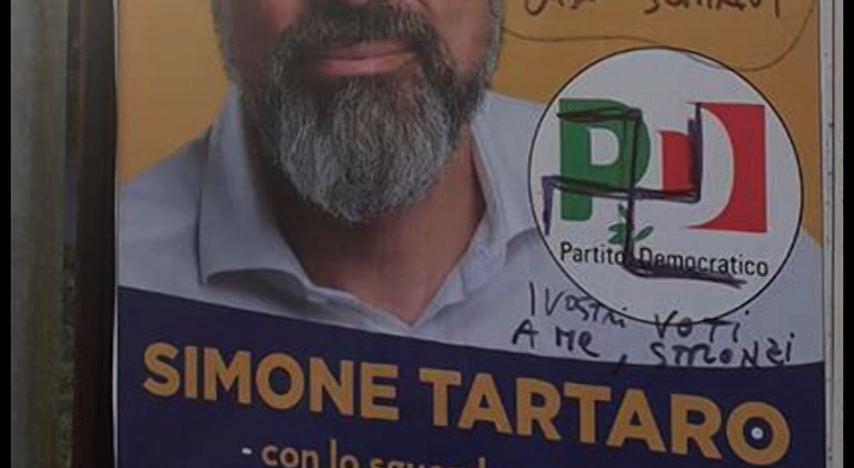 PD
Partito Democratico
I VOSTRI VOTI
A ME, STRONZI
SIMONE TARTARO
- con lo